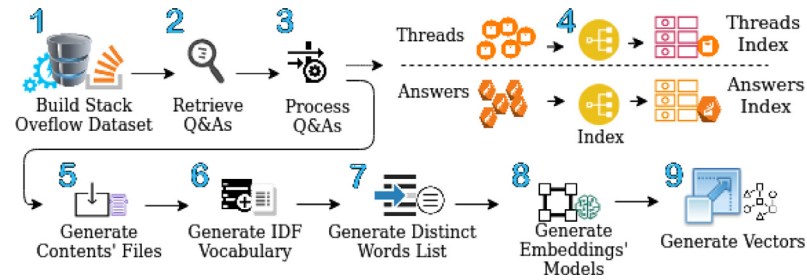 1
2
3
4
Threads
Threads
Index
Answers
Answers
Index
Build Stack
Oveflow Dataset
Retrieve
Q&As
Process
Q&As
Index
5
6
7
8
9
Generate
Contents' Files
Generate IDF
Vocabulary
Generate Distinct
Words List
Generate
Embeddings'
Models
Generate Vectors